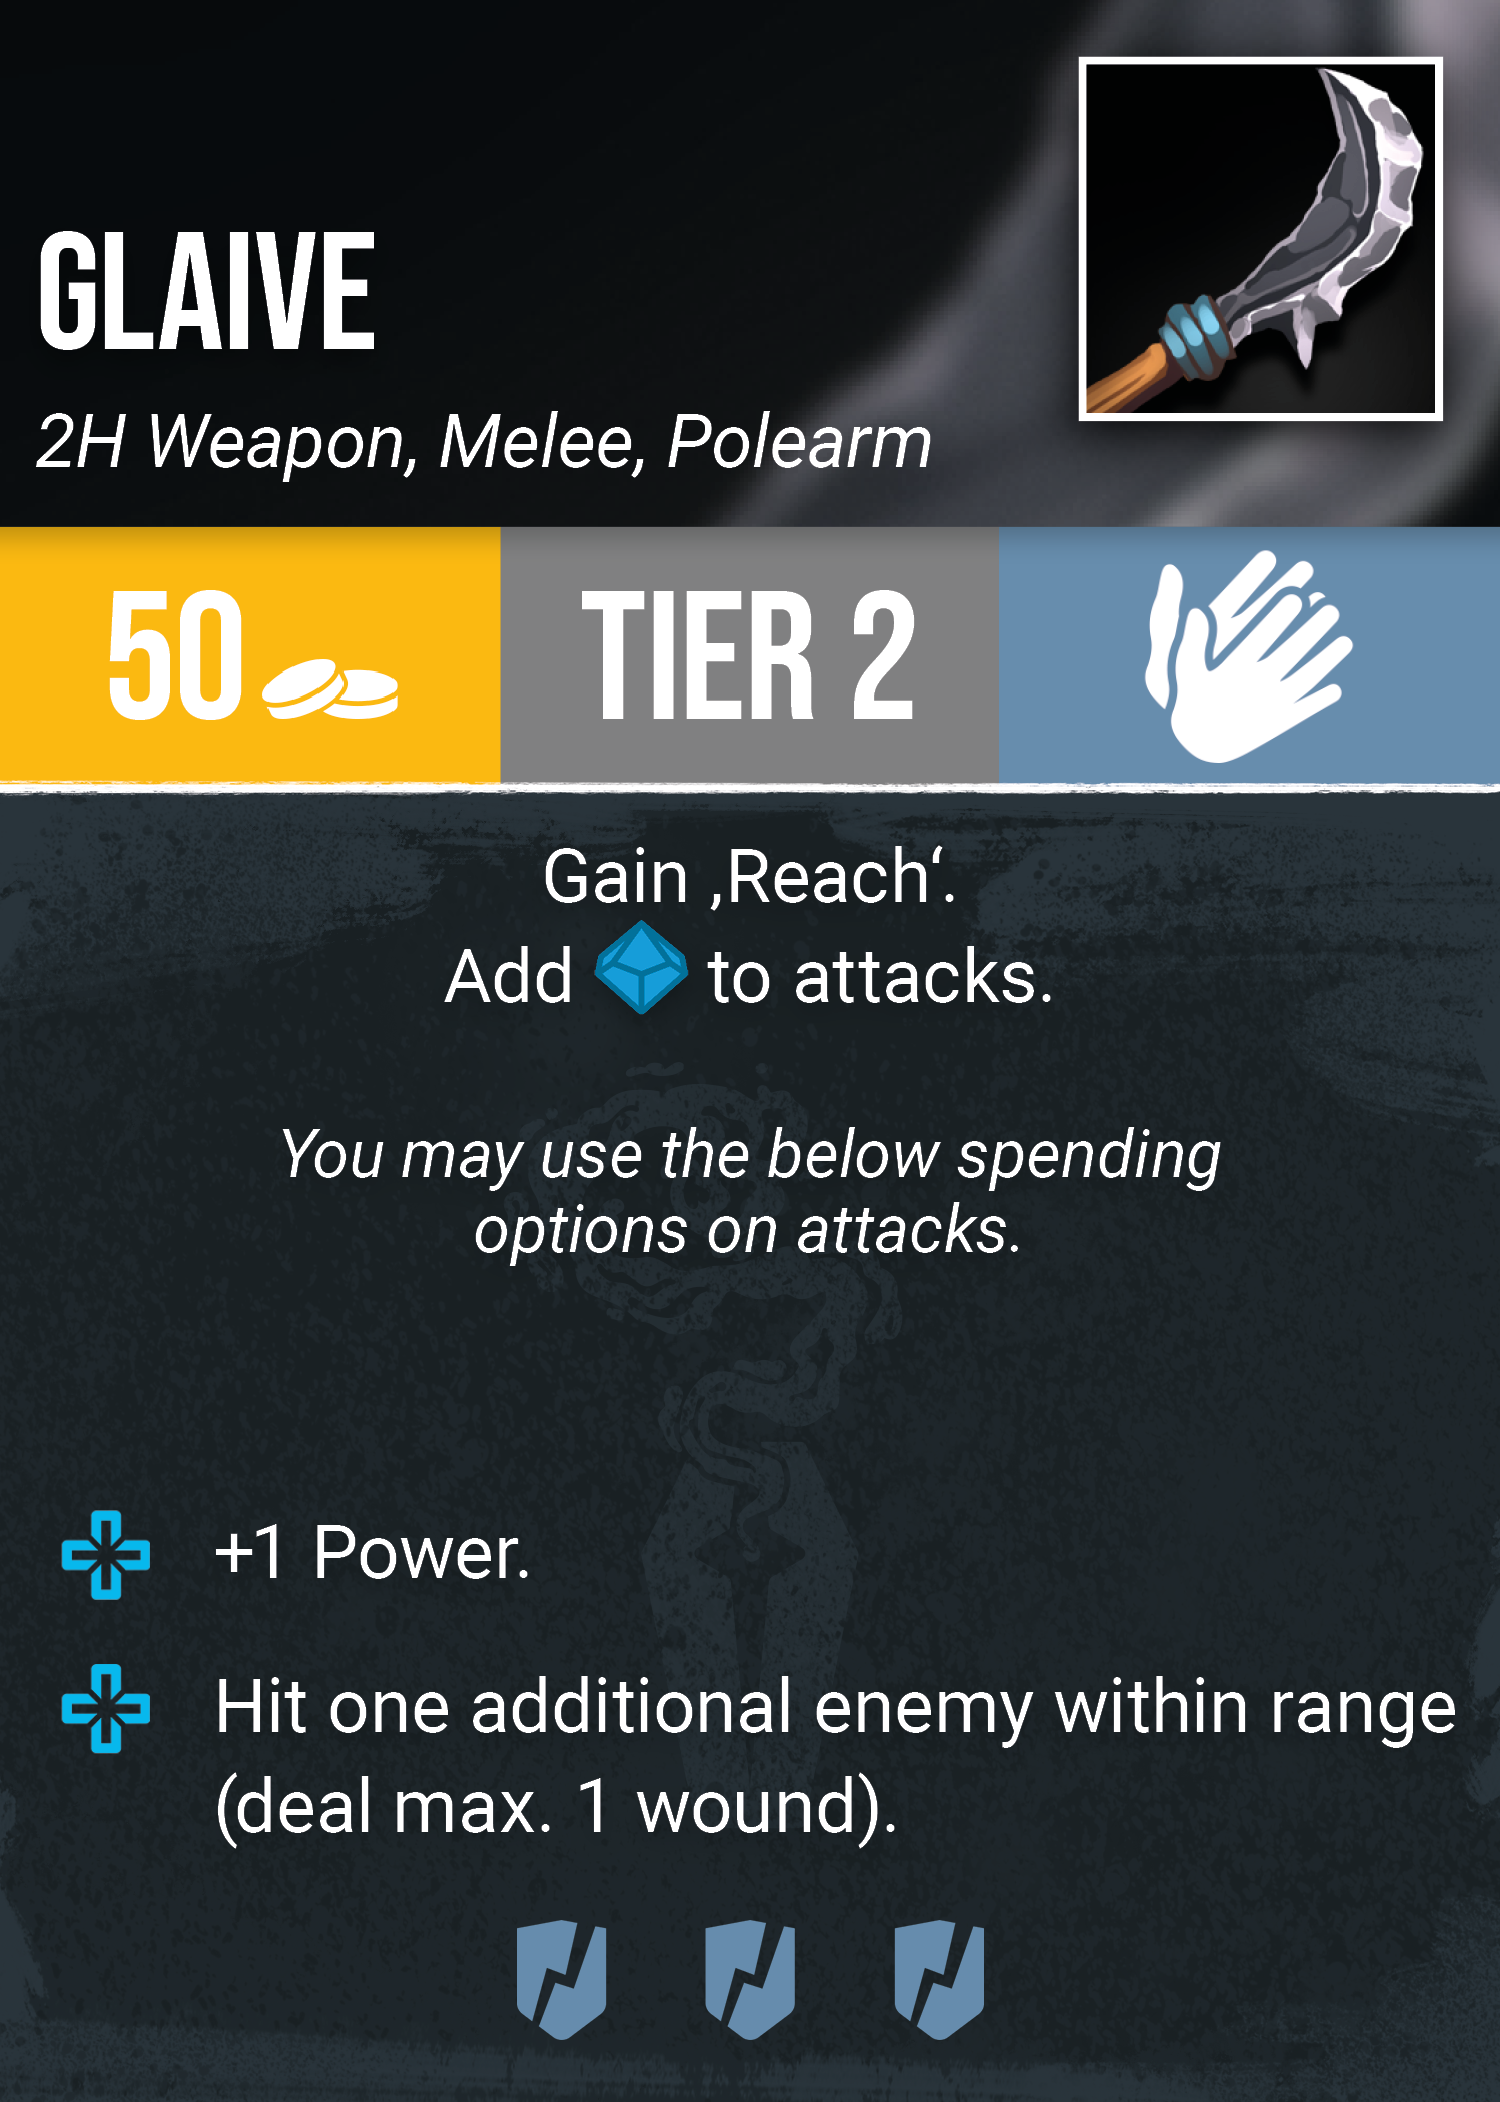 GLAIVE
2H Weapon, Melee, Polearm
50
TIER 2
Gain ‚Reach‘.
Add to attacks.
You may use the below spending
options on attacks.
+1 Power.
Hit one additional enemy within range
(deal max. 1 wound).